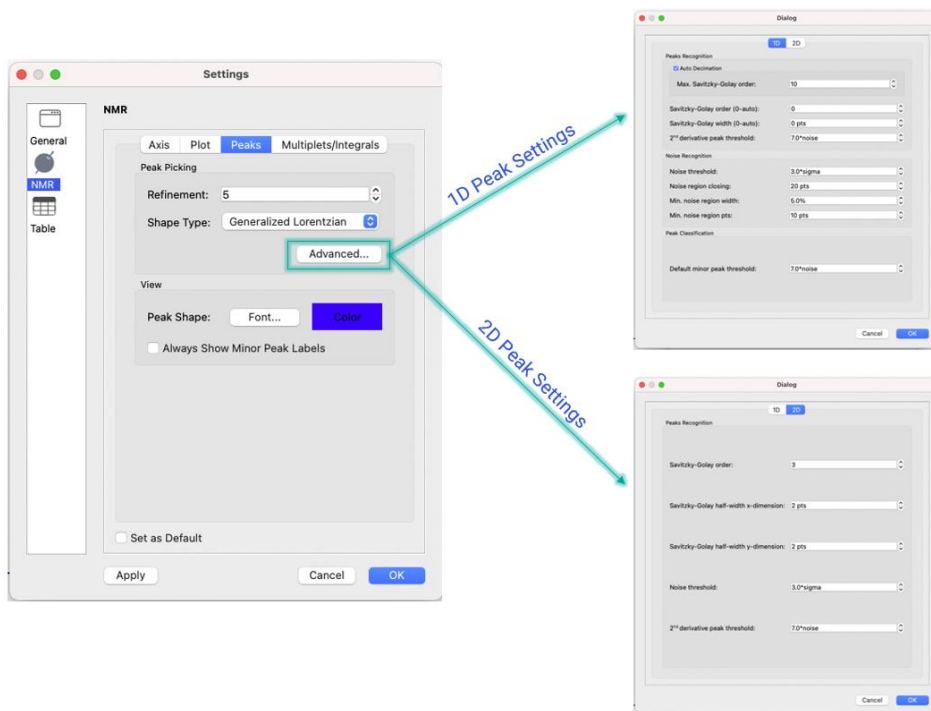 Settings
General
NMR
Table
NMR
Axis Plot Peaks Multiplets/Integrals
Peak Picking
Refinement: 5
Shape Type: Generalized Lorentzian
Advanced...
View
Peak Shape: Font... Color
Always Show Minor Peak Labels
Set as Default
Apply Cancel OK
1D Peak Settings
2D Peak Settings
Dialog
1D 2D
Peaks Recognition
Auto Decimation
Max. Savitzky-Golay order: 10
Savitzky-Golay order (0-auto): 0
Savitzky-Golay width (0-auto): 0 pts
2nd derivative peak threshold: 7.0*noise
Noise Recognition
Noise threshold: 3.0*sigma
Noise region closing: 20 pts
Min. noise region width: 5.0%
Min. noise region pts: 10 pts
Peak Classification
Default minor peak threshold: 7.0*noise
Cancel OK
Dialog
1D 2D
Peaks Recognition
Savitzky-Golay order: 3
Savitzky-Golay half-width x-dimension: 2 pts
Savitzky-Golay half-width y-dimension: 2 pts
Noise threshold: 3.0*sigma
2nd derivative peak threshold: 7.0*noise
Cancel OK